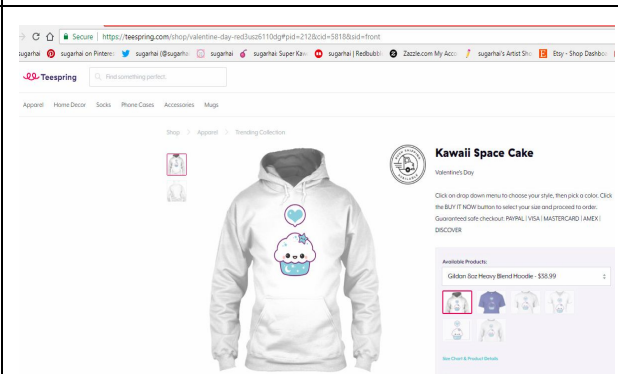 Secure | https://teespring.com/shop/valentine-day-red3usz6110dg#pid=212&cid=5818&sid=front
sugarhai sugarhai on Pinteres sugarhai (@sugarha sugarhai sugarhai: Super Kaw sugarhai | Redbubbl Zazzle.com My Acco sugarhai's Artist Sho Etsy - Shop Dashboa
Teespring
Find something perfect.
Apparel Home Decor Socks Phone Cases Accessories Mugs
Shop > Apparel > Trending Collection
Kawaii Space Cake
Valentine's Day
Click on drop down menu to choose your style, then pick a color. Click
the BUY IT NOW button to select your size and proceed to order.
Guaranteed safe checkout: PAYPAL | VISA | MASTERCARD | AMEX |
DISCOVER
Available Products:
Gildan 8oz Heavy Blend Hoodie - $38.99
Size Chart & Product Details